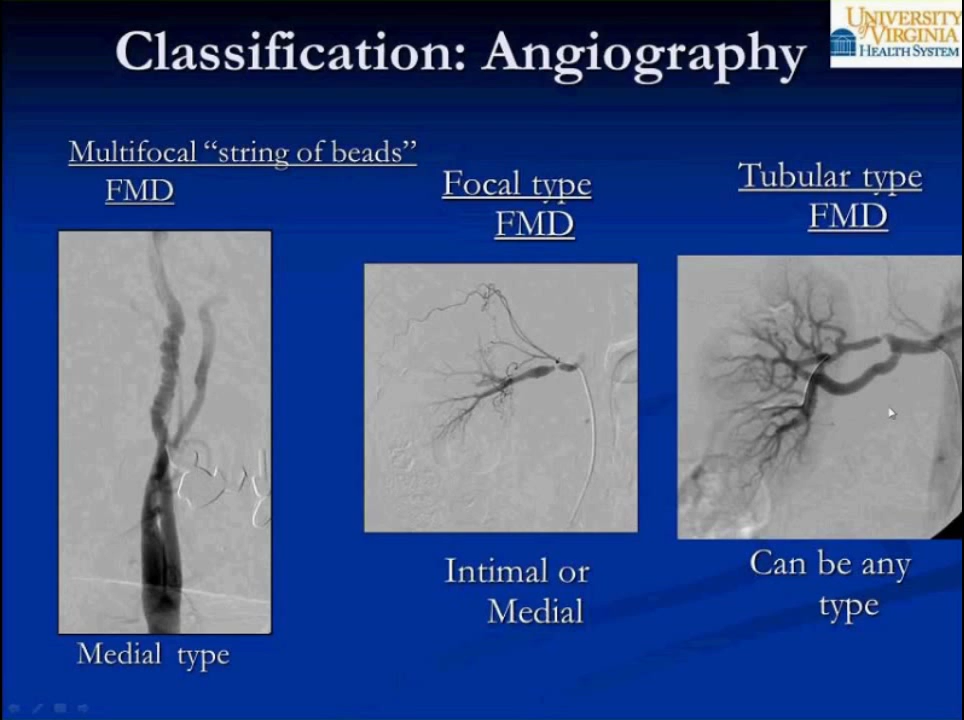 Classification: Angiography
UNIVERSITY
of VIRGINIA
HEALTH SYSTEM
Multifocal “string of beads”
FMD
Focal type
FMD
Tubular type
FMD
Medial type
Intimal or
Medial
Can be any
type